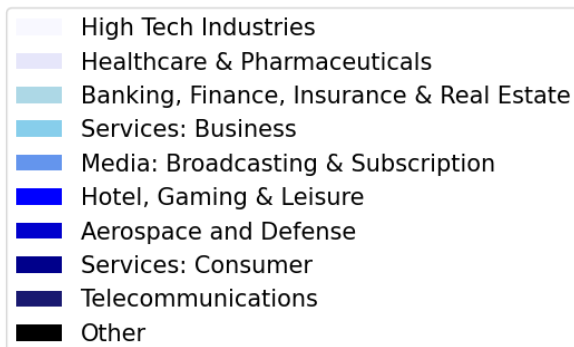 High Tech Industries
Healthcare & Pharmaceuticals
Banking, Finance, Insurance & Real Estate
Services: Business
Media: Broadcasting & Subscription
Hotel, Gaming & Leisure
Aerospace and Defense
Services: Consumer
Telecommunications
Other